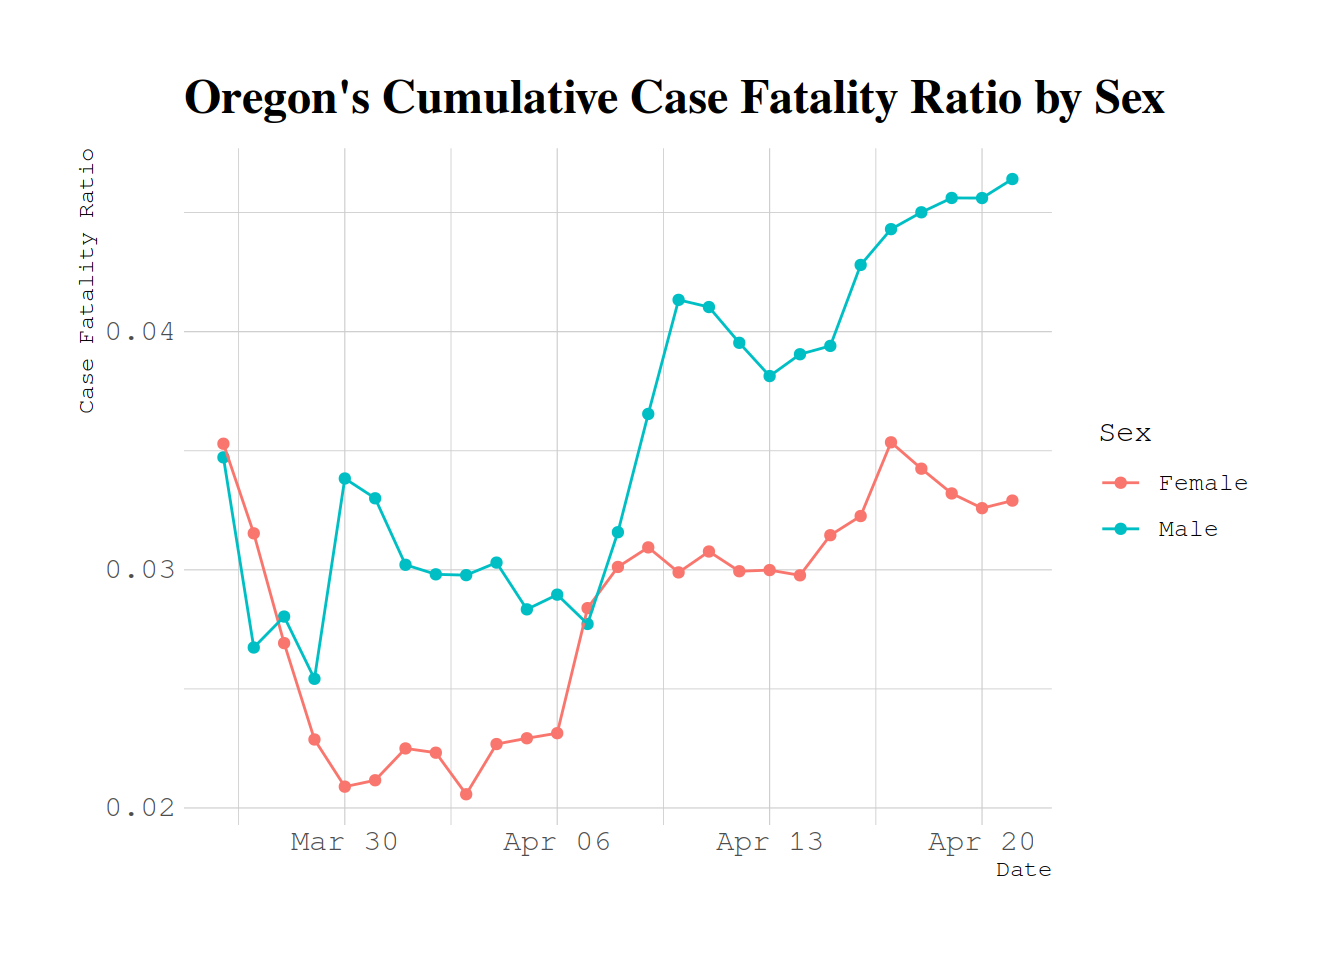 Oregon's Cumulative Case Fatality Ratio by Sex
Case Fatality Ratio
0.04
0.03
0.02
Mar 30 Apr 06 Apr 13 Apr 20
Date
Sex
Female
Male